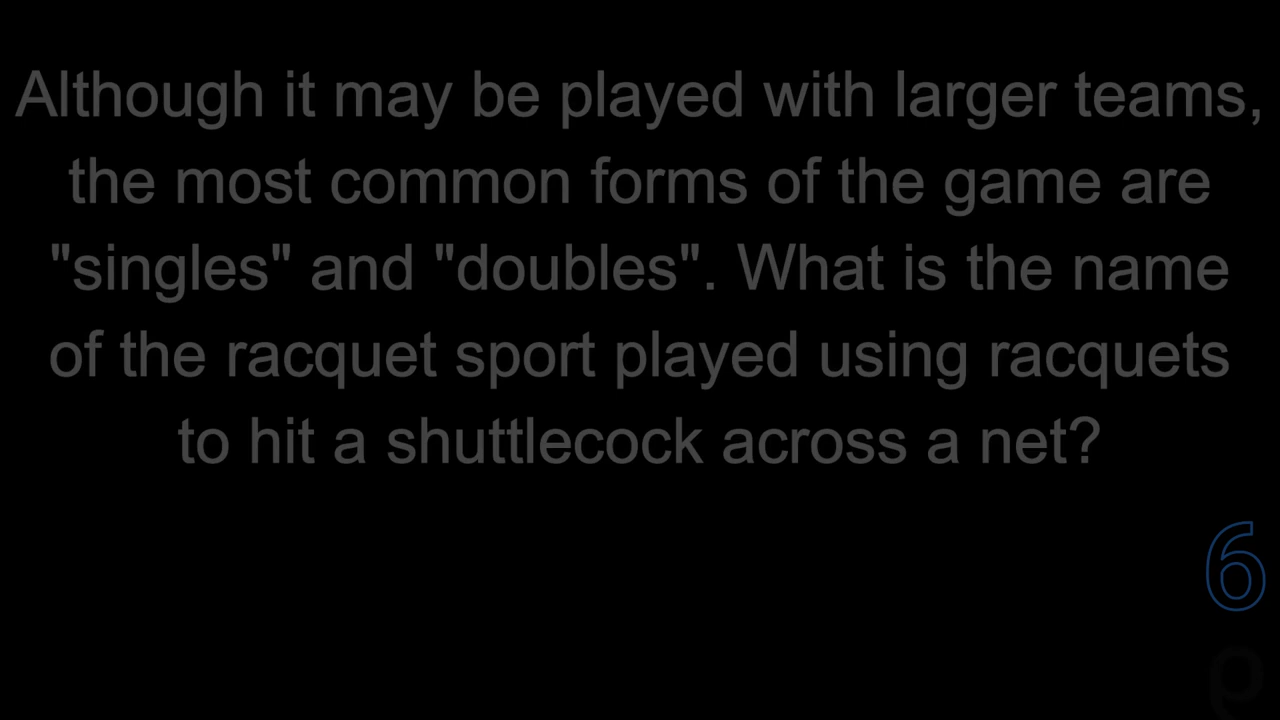 Although it may be played with larger teams,
the most common forms of the game are
"singles" and "doubles". What is the name
of the racquet sport played using racquets
to hit a shuttlecock across a net?
6